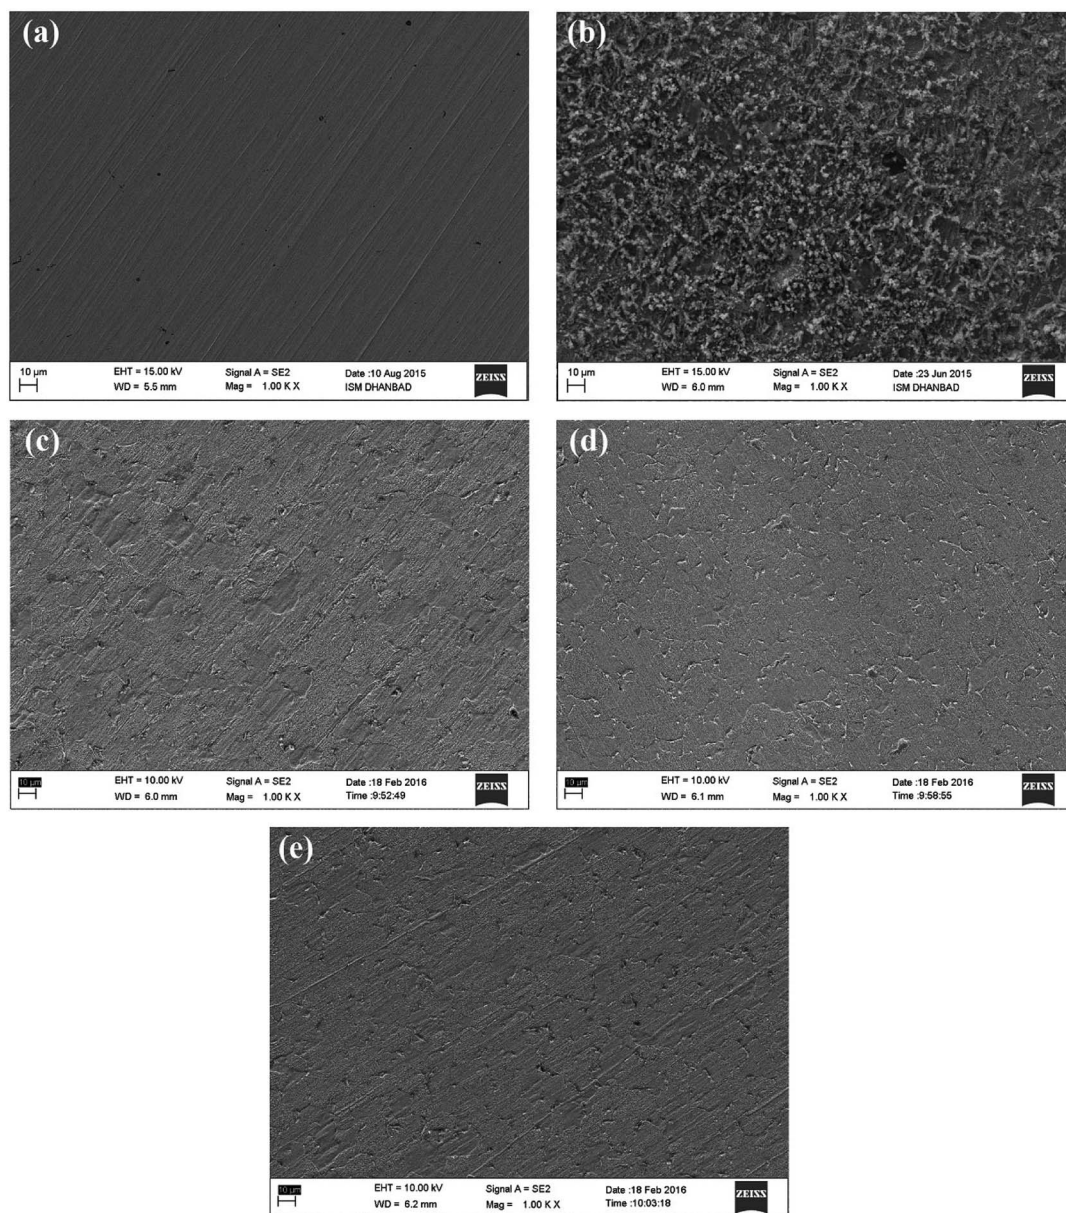 (a)
10 µm EHT = 15.00 kV Signal A = SE2 Date :10 Aug 2015 ZEISS
WD = 5.5 mm Mag = 1.00 K X ISM DHANBAD
(b)
10 µm EHT = 15.00 kV Signal A = SE2 Date :23 Jun 2015 ZEISS
WD = 6.0 mm Mag = 1.00 K X ISM DHANBAD
(c)
10 µm EHT = 10.00 kV Signal A = SE2 Date :18 Feb 2016 ZEISS
WD = 6.0 mm Mag = 1.00 K X Time :9:52:49
(d)
10 µm EHT = 10.00 kV Signal A = SE2 Date :18 Feb 2016 ZEISS
WD = 6.1 mm Mag = 1.00 K X Time :9:58:55
(e)
10 µm EHT = 10.00 kV Signal A = SE2 Date :18 Feb 2016 ZEISS
WD = 6.2 mm Mag = 1.00 K X Time :10:03:18